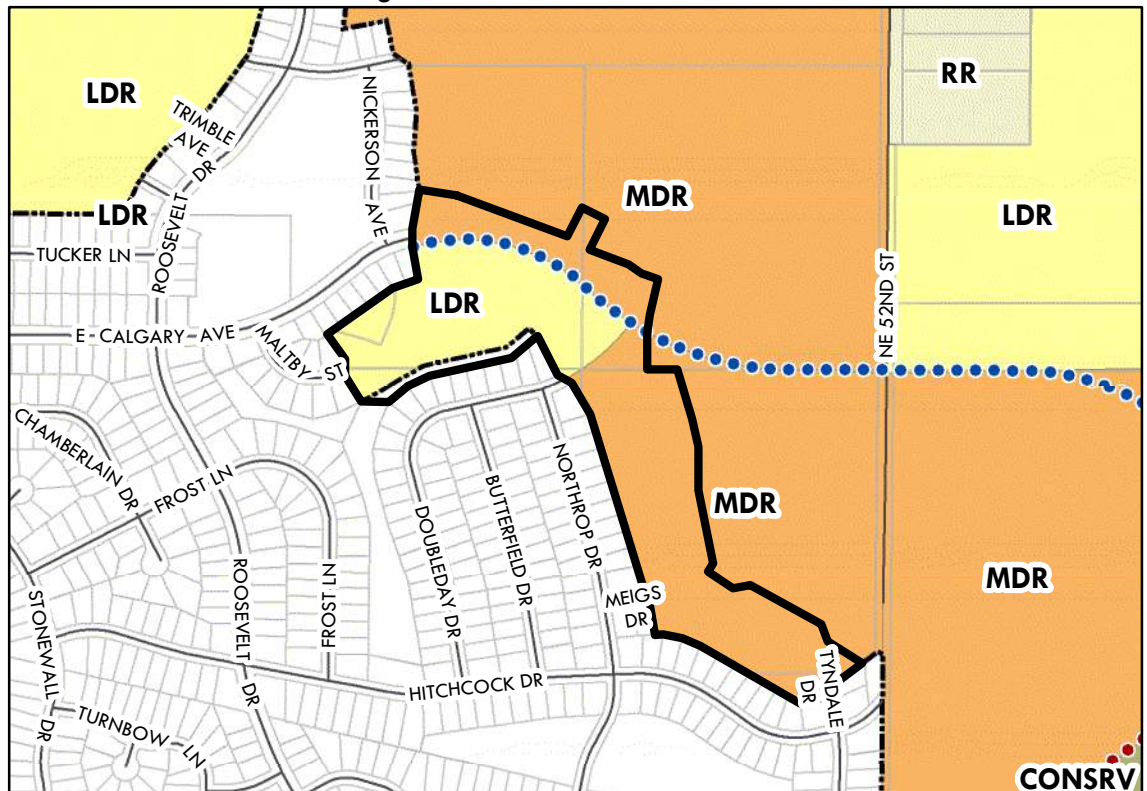 LDR
RR
TRIMBLE
AVE
NICKERSON AVE
MDR
LDR
LDR
TUCKER LN
ROOSEVELT DR
NE 52ND ST
LDR
E CALGARY AVE
MALTBY ST
CHAMBERLAIN DR
FROST LN
NORTHROP DR
BUTTERFIELD DR
DOUBLEDAY DR
MDR
MDR
ROOSEVELT DR
FROST LN
MEIGS
DR
STONEWALL DR
HITCHCOCK DR
TYNDALE
DR
TURNBOW LN
CONSRV